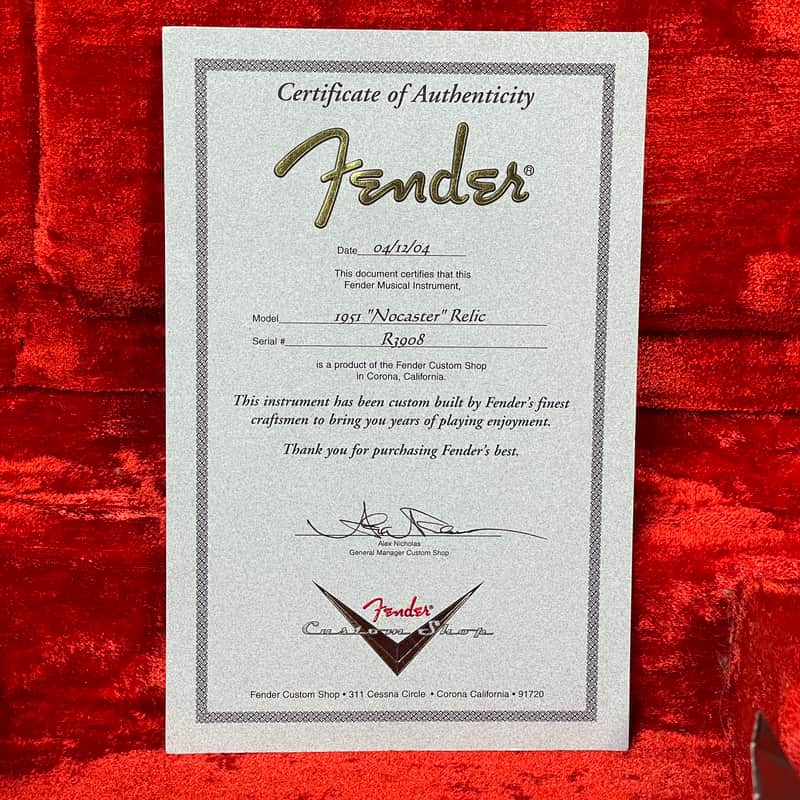 Certificate of Authenticity
Fender®
Date 04/12/04
This document certifies that this
Fender Musical Instrument,
Model 1951 "Nocaster" Relic
Serial # R3908
is a product of the Fender Custom Shop
in Corona, California.
This instrument has been custom built by Fender's finest
craftsmen to bring you years of playing enjoyment.
Thank you for purchasing Fender's best.
Alex Nicholas
General Manager Custom Shop
Fender®
Custom Shop
Fender Custom Shop • 311 Cessna Circle • Corona California • 91720